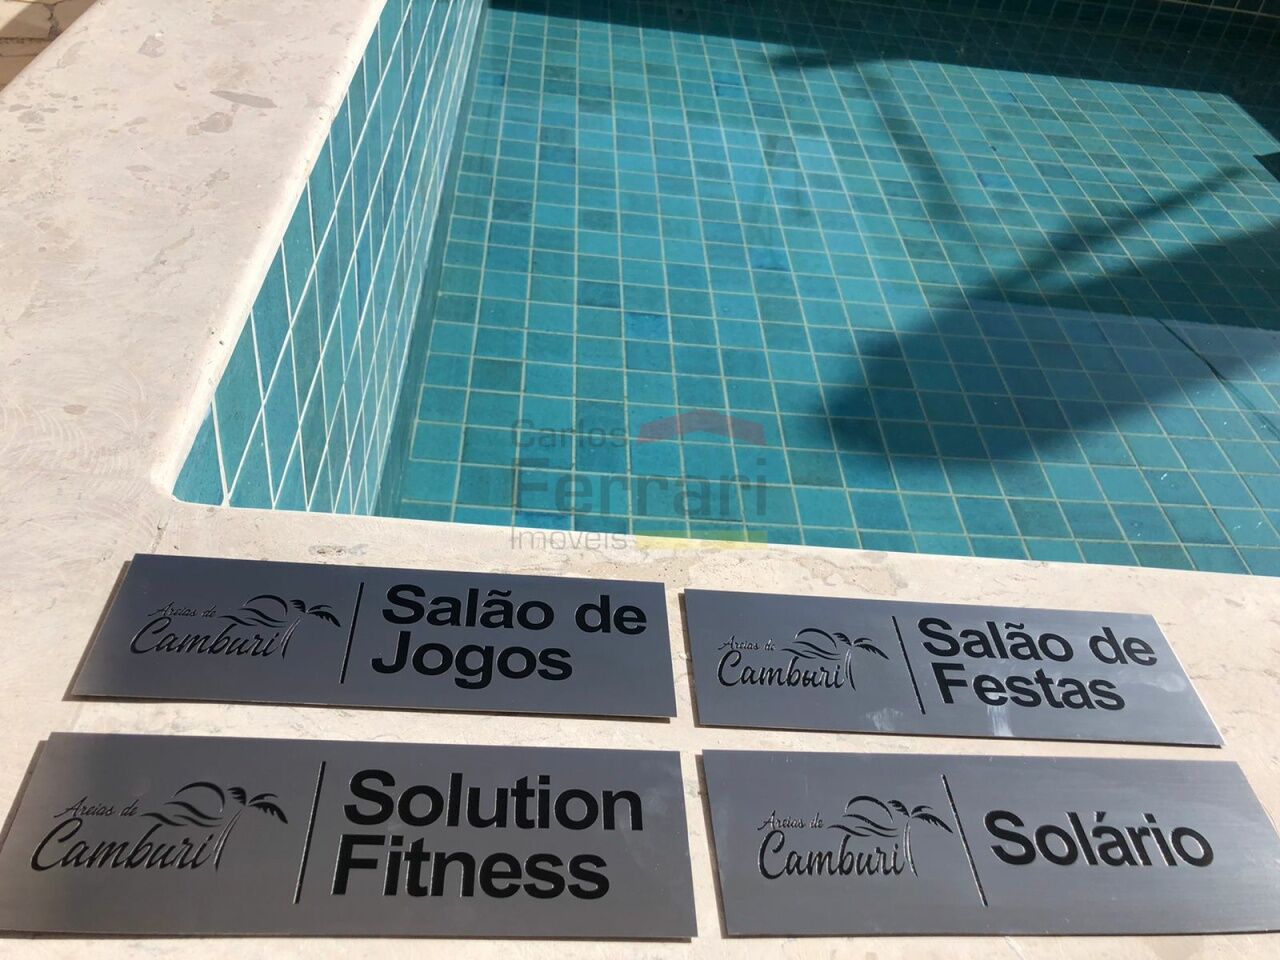 Carlos
Ferrari
Imóveis
Areias de
Camburi
Salão de
Jogos
Areias de
Camburi
Salão de
Festas
Areias de
Camburi
Solution
Fitness
Areias de
Camburi
Solário